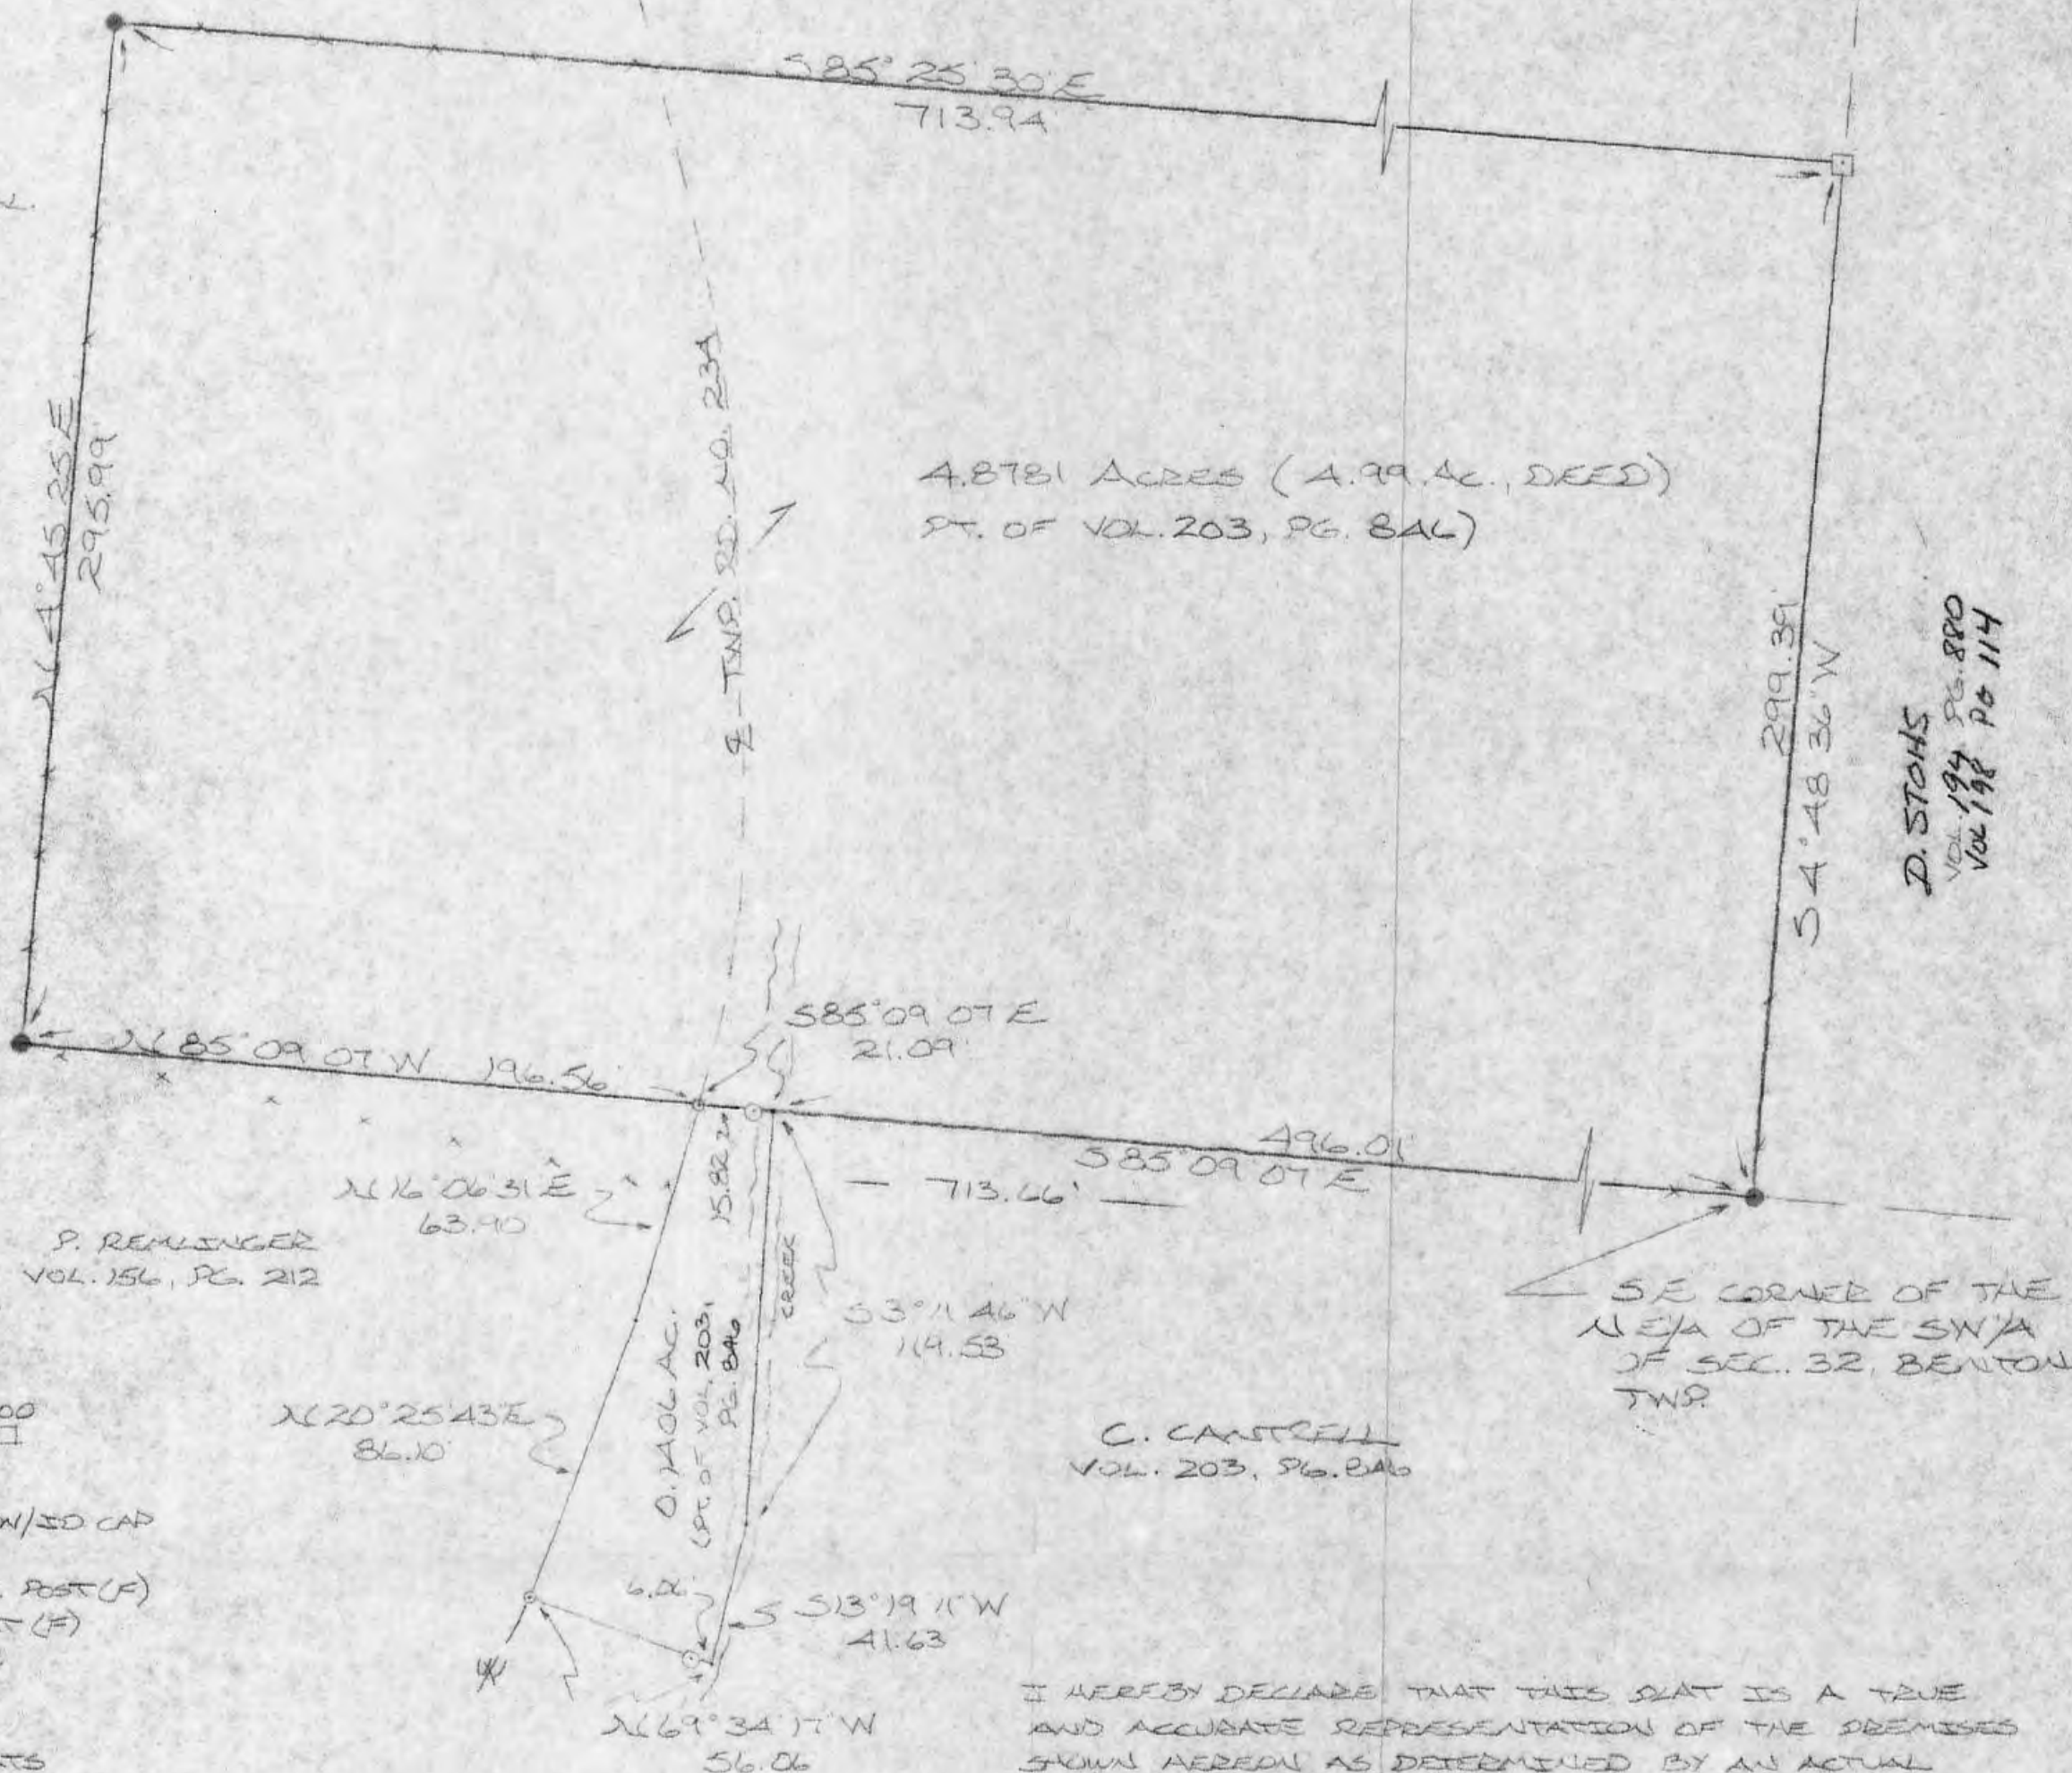 S85° 25' 30" E
713.94'
N 4° 45' 25" E
295.99'
℄ - TWP. RD. NO. 234
4.8781 ACRES (4.99 AC., DEED)
PT. OF VOL. 203, PG. 846)
299.39'
S 4° 48' 36" W
D. STOHS
VOL. 194 PG. 880
VOL 198 PG 114
S85° 09' 07" E
21.09'
N 85° 09' 07" W 196.56'
496.01'
S85° 09' 07" E
— 713.66' —
15.82'
N 16° 06' 31" E
63.90'
P. REMLINGER
VOL. 156, PG. 212
CREEK
0.1406 AC.
(PT. OF VOL. 203,
PG. 846
S 3° 11' 46" W
119.53
S.E. CORNER OF THE
N E/4 OF THE SW/4
OF SEC. 32, BENTON
TWP.
N 20° 25' 43" E
86.10'
C. CANTRELL
VOL. 203, PG. 846
W/ID CAP
POST (F)
T (F)
6.06'
S13° 19' 11" W
41.63
N 69° 34' 17" W
56.06
TS
I HEREBY DECLARE THAT THIS PLAT IS A TRUE
AND ACCURATE REPRESENTATION OF THE PREMISES
SHOWN HEREON AS DETERMINED BY AN ACTUAL